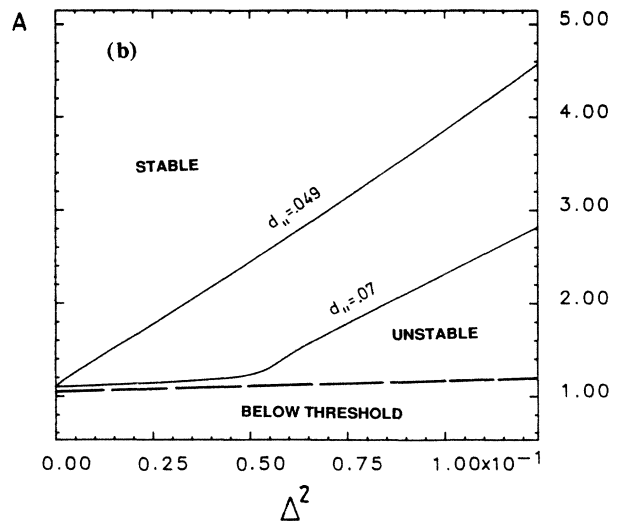 A
(b)
5.00
4.00
STABLE
3.00
d,,=.049
2.00
d,,=.07
UNSTABLE
1.00
BELOW THRESHOLD
0.00 0.25 0.50 0.75 1.00x10⁻¹
Δ²